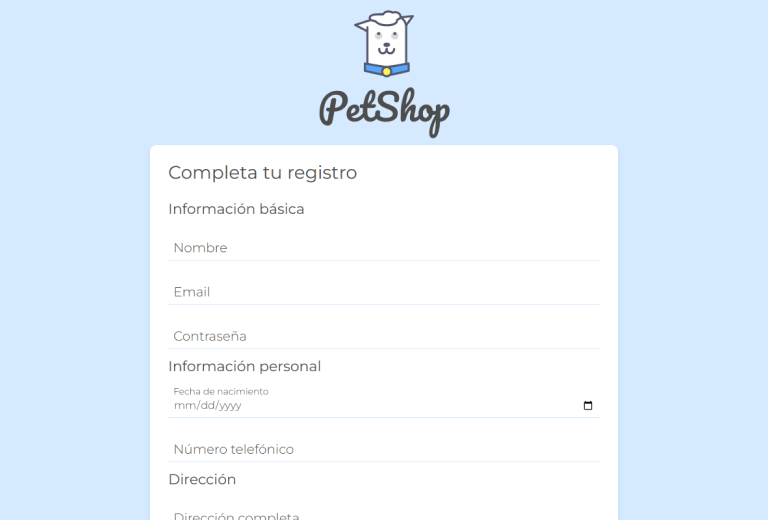 PetShop
Completa tu registro
Información básica
Nombre
Email
Contraseña
Información personal
Fecha de nacimiento
mm/dd/yyyy
Número telefónico
Dirección
Dirección completa